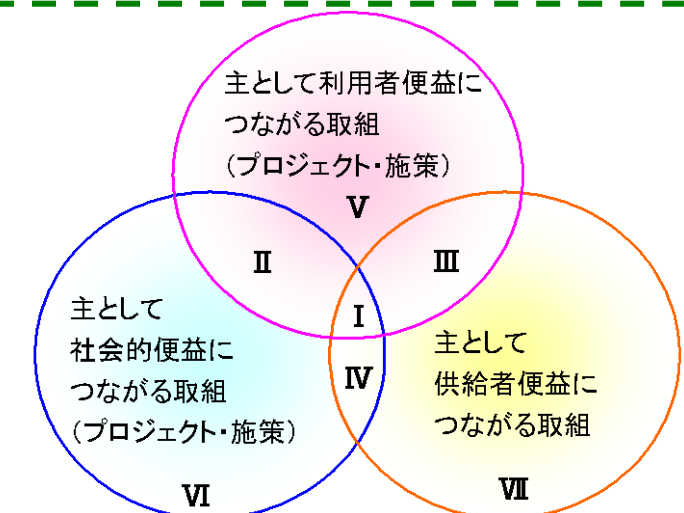 主として利用者便益に
つながる取組
(プロジェクト・施策)
Ⅴ
Ⅱ
Ⅲ
Ⅰ
主として
社会的便益に
つながる取組
(プロジェクト・施策)
Ⅳ
主として
供給者便益に
つながる取組
Ⅵ
Ⅶ